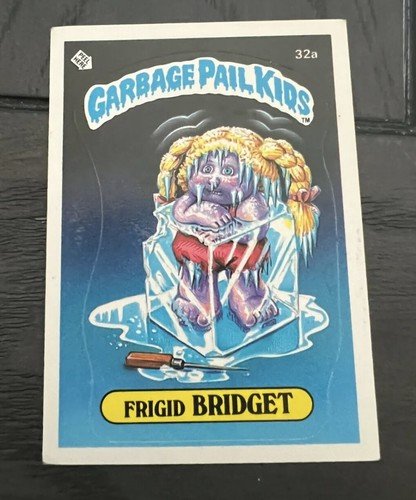 PEEL HERE
32a
GARBAGE PAIL KIDS
TM
FRIGID BRIDGET